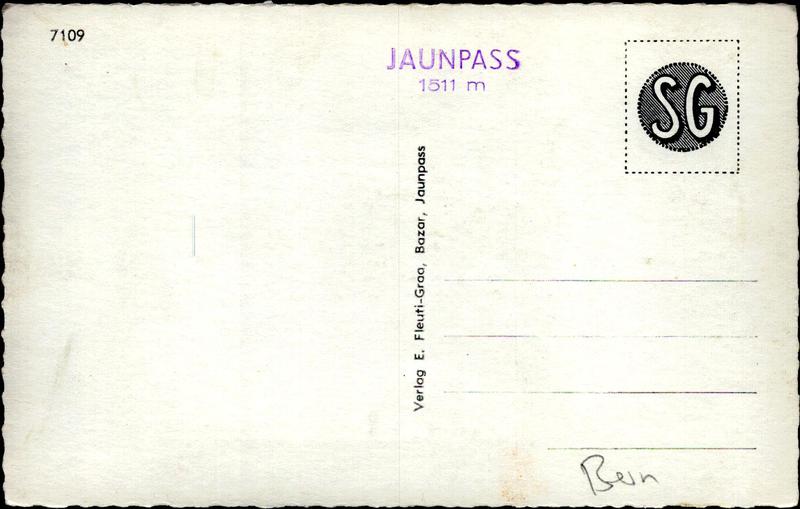 7109
JAUNPASS
1511 m
SG
Verlag E. Fleuti-Graa, Bazar, Jaunpass
Bern